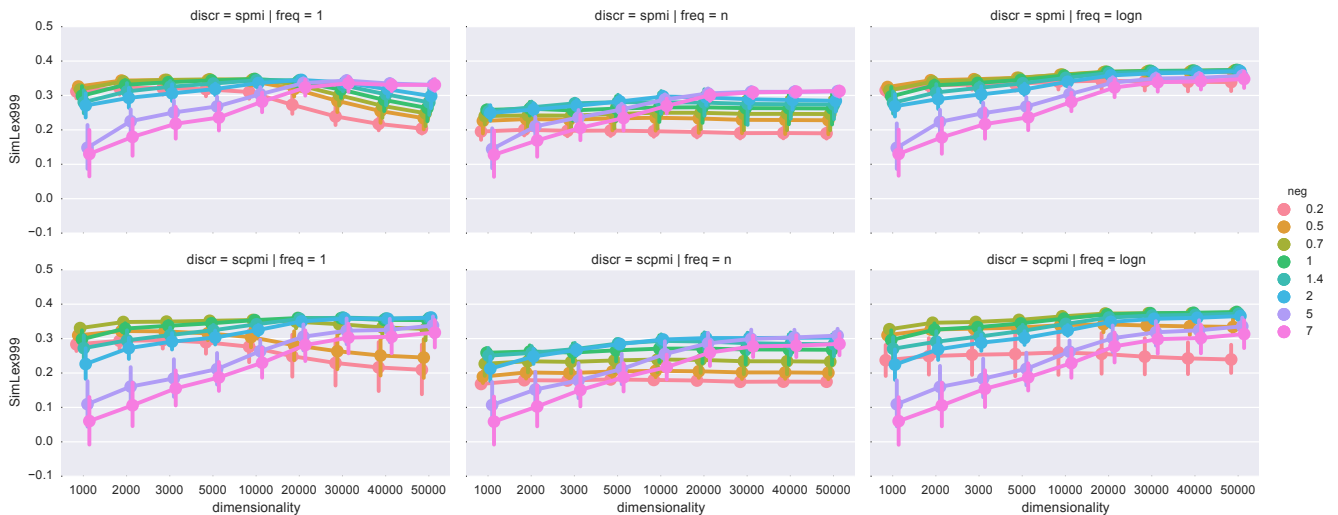 discr = spmi | freq = 1
discr = spmi | freq = n
discr = spmi | freq = logn
0.5
0.4
0.3
0.2
0.1
0.0
−0.1
SimLex999
discr = scpmi | freq = 1
discr = scpmi | freq = n
discr = scpmi | freq = logn
0.5
0.4
0.3
0.2
0.1
0.0
−0.1
SimLex999
1000 2000 3000 5000 10000 20000 30000 40000 50000
dimensionality
1000 2000 3000 5000 10000 20000 30000 40000 50000
dimensionality
1000 2000 3000 5000 10000 20000 30000 40000 50000
dimensionality
neg
0.2
0.5
0.7
1
1.4
2
5
7